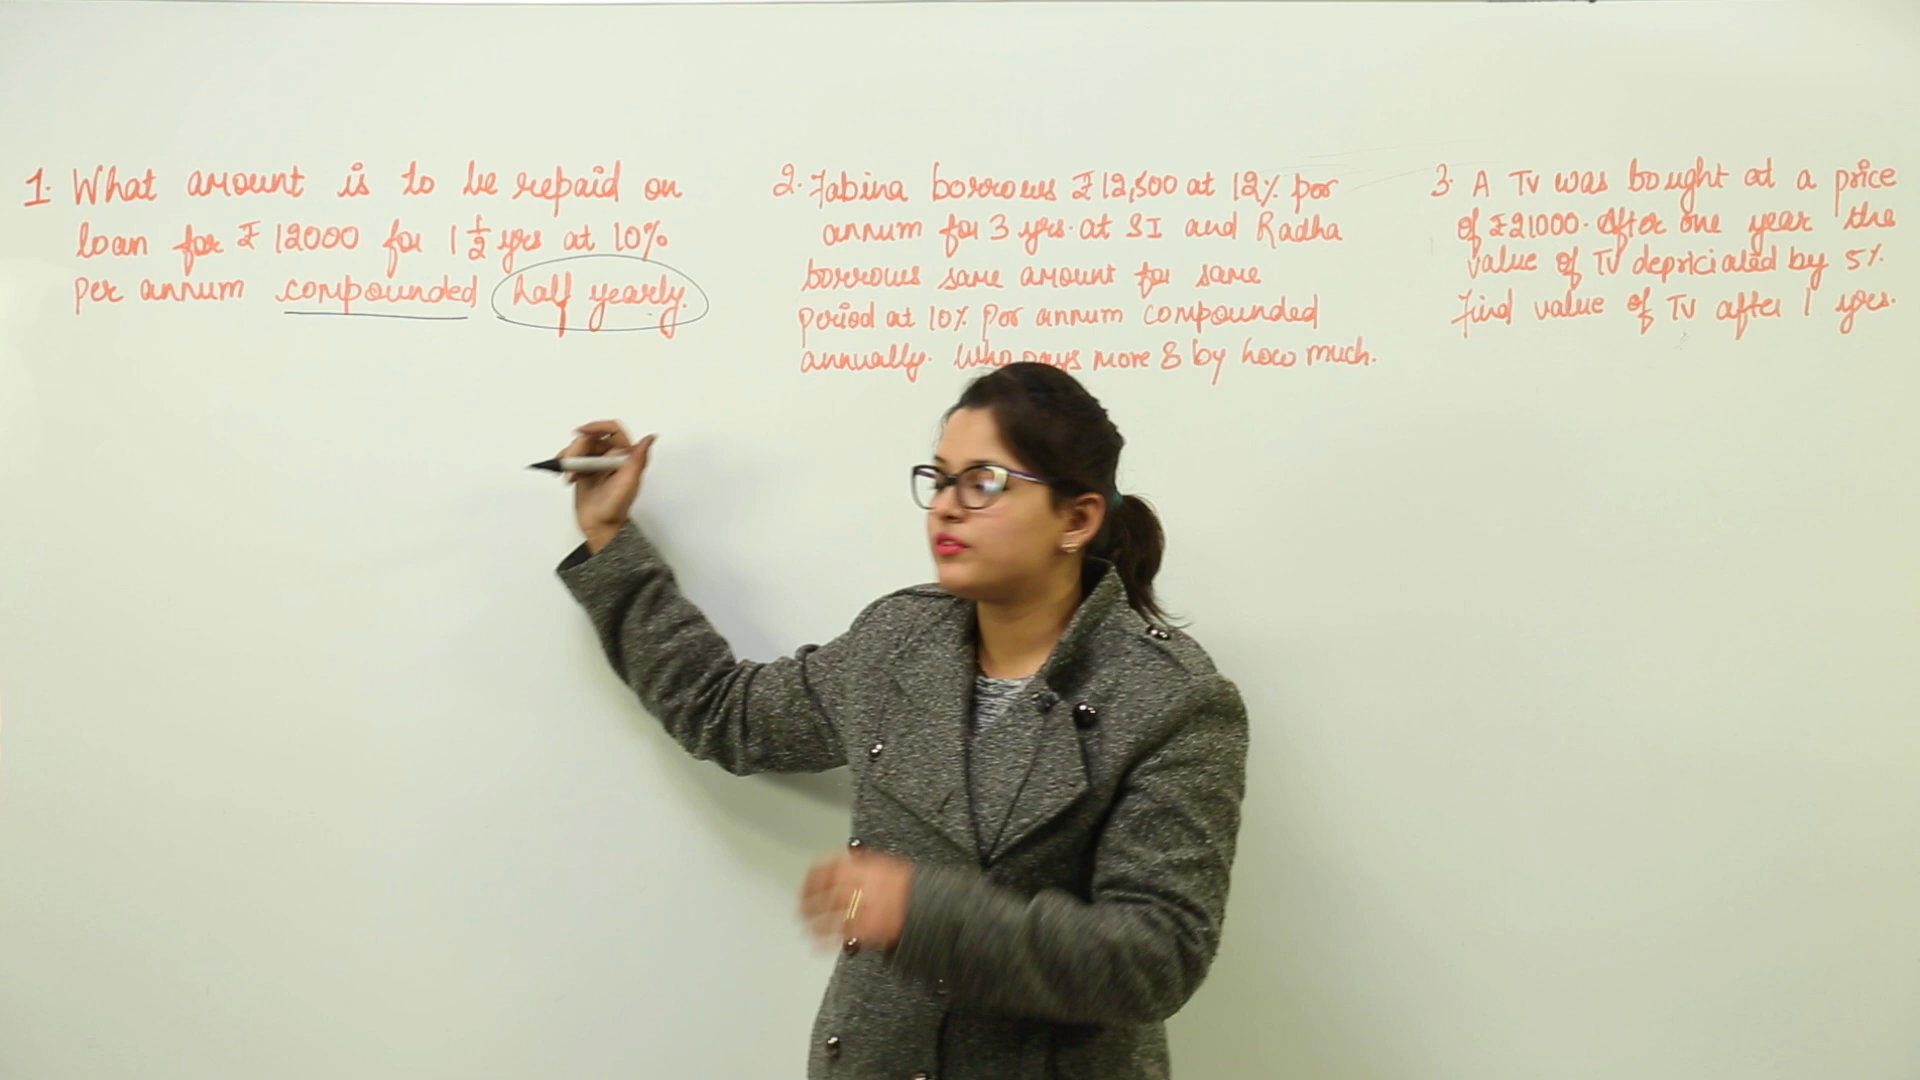 1. What amount is to be repaid on
loan for ₹ 12000 for 1 1/2 yrs at 10%
per annum compounded half yearly.
2. Fabina borrows ₹ 12,500 at 12% per
annum for 3 yrs. at SI and Radha
borrows same amount for same
period at 10% per annum compounded
annually. Who pays more & by how much.
3. A TV was bought at a price
of ₹ 21000. After one year the
value of TV depriciated by 5%.
Find value of TV after 1 yrs.